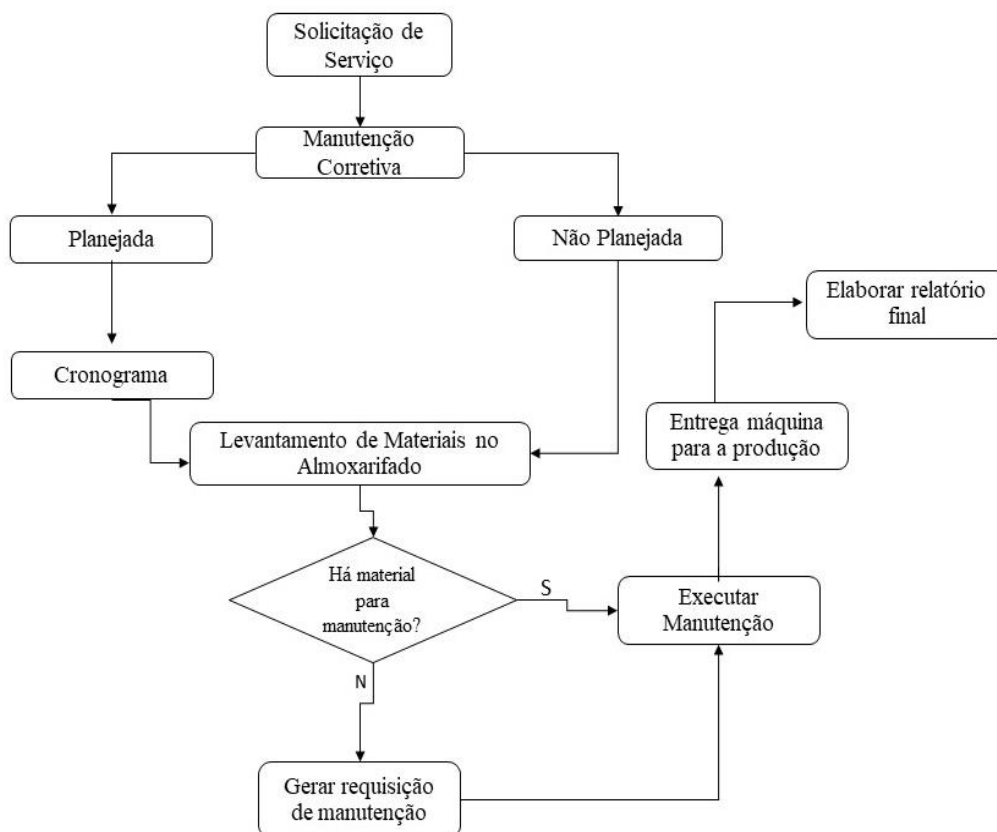 Solicitação de
Serviço
Manutenção
Corretiva
Planejada
Não Planejada
Elaborar relatório
final
Cronograma
Levantamento de Materiais no
Almoxarifado
Entrega máquina
para a produção
Há material
para
manutenção?
S
Executar
Manutenção
N
Gerar requisição
de manutenção